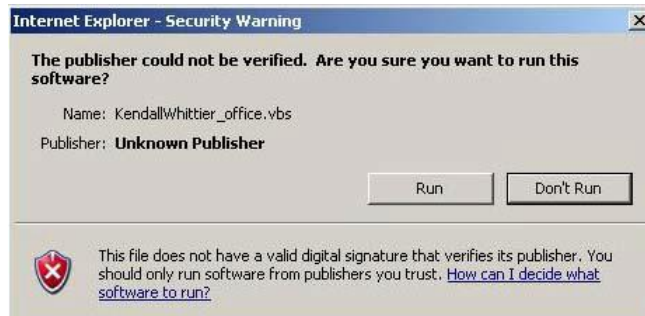 Internet Explorer - Security Warning
The publisher could not be verified. Are you sure you want to run this
software?
Name: KendallWhittier_office.vbs
Publisher: Unknown Publisher
Run Don't Run
This file does not have a valid digital signature that verifies its publisher. You
should only run software from publishers you trust. How can I decide what
software to run?